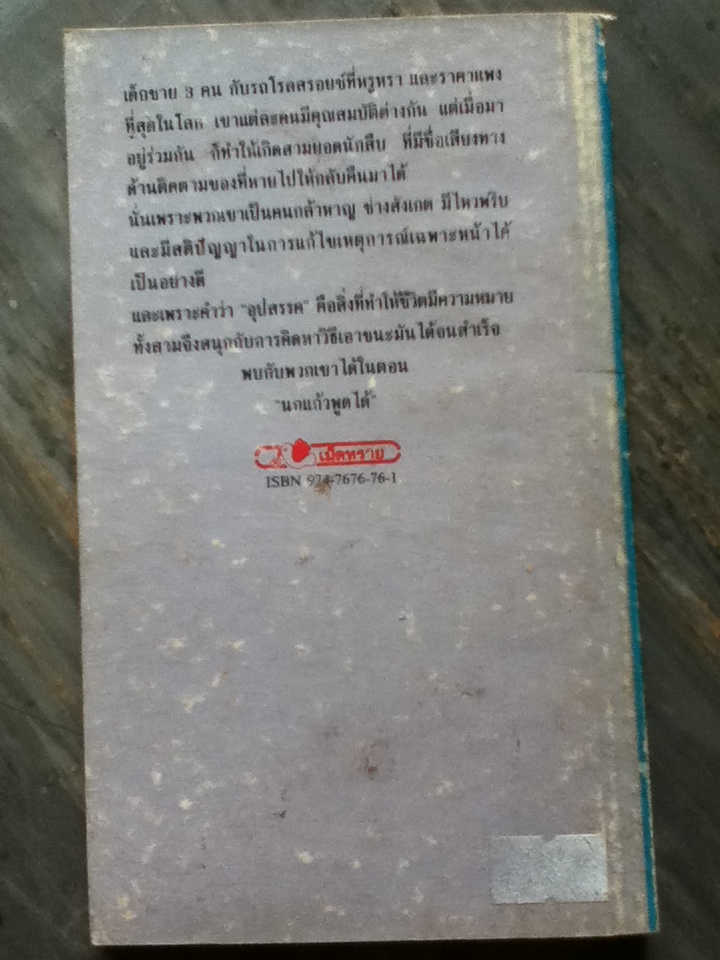 เด็กชาย 3 คน กับรถโรลสรอยซ์ที่หรูหรา และราคาแพง
ที่สุดในโลก เขาแต่ละคนมีคุณสมบัติต่างกัน แต่เมื่อมา
อยู่ร่วมกัน ก็ทำให้เกิดสามยอดนักสืบ ที่มีชื่อเสียงทาง
ด้านติดตามของที่หายไปให้กลับคืนมาได้
นั่นเพราะพวกเขาเป็นคนกล้าหาญ ช่างสังเกต มีไหวพริบ
และมีสติปัญญาในการแก้ไขเหตุการณ์เฉพาะหน้าได้
เป็นอย่างดี
และเพราะคำว่า "อุปสรรค" คือสิ่งที่ทำให้ชีวิตมีความหมาย
ทั้งสามจึงสนุกกับการคิดหาวิธีเอาชนะมันได้จนสำเร็จ
พบกับพวกเขาได้ในตอน
"นกแก้วพูดได้"
เม็ดทราย
ISBN 974-7676-76-1